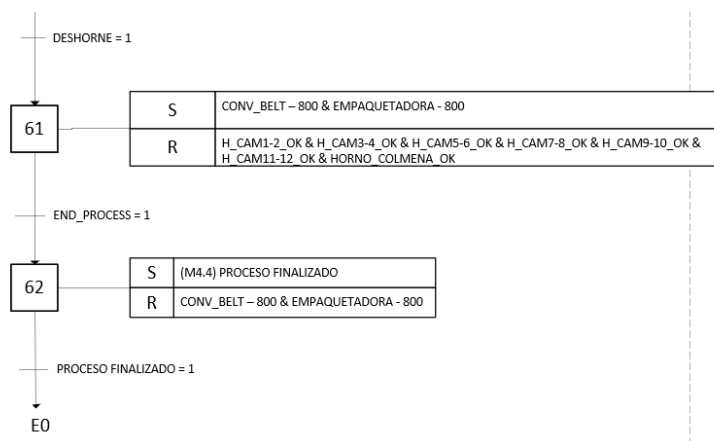 DESHORNE = 1
61
S
CONV_BELT – 800 & EMPAQUETADORA - 800
R
H_CAM1-2_OK & H_CAM3-4_OK & H_CAM5-6_OK & H_CAM7-8_OK & H_CAM9-10_OK &
H_CAM11-12_OK & HORNO_COLMENA_OK
END_PROCESS = 1
62
S
(M4.4) PROCESO FINALIZADO
R
CONV_BELT – 800 & EMPAQUETADORA - 800
PROCESO FINALIZADO = 1
E0